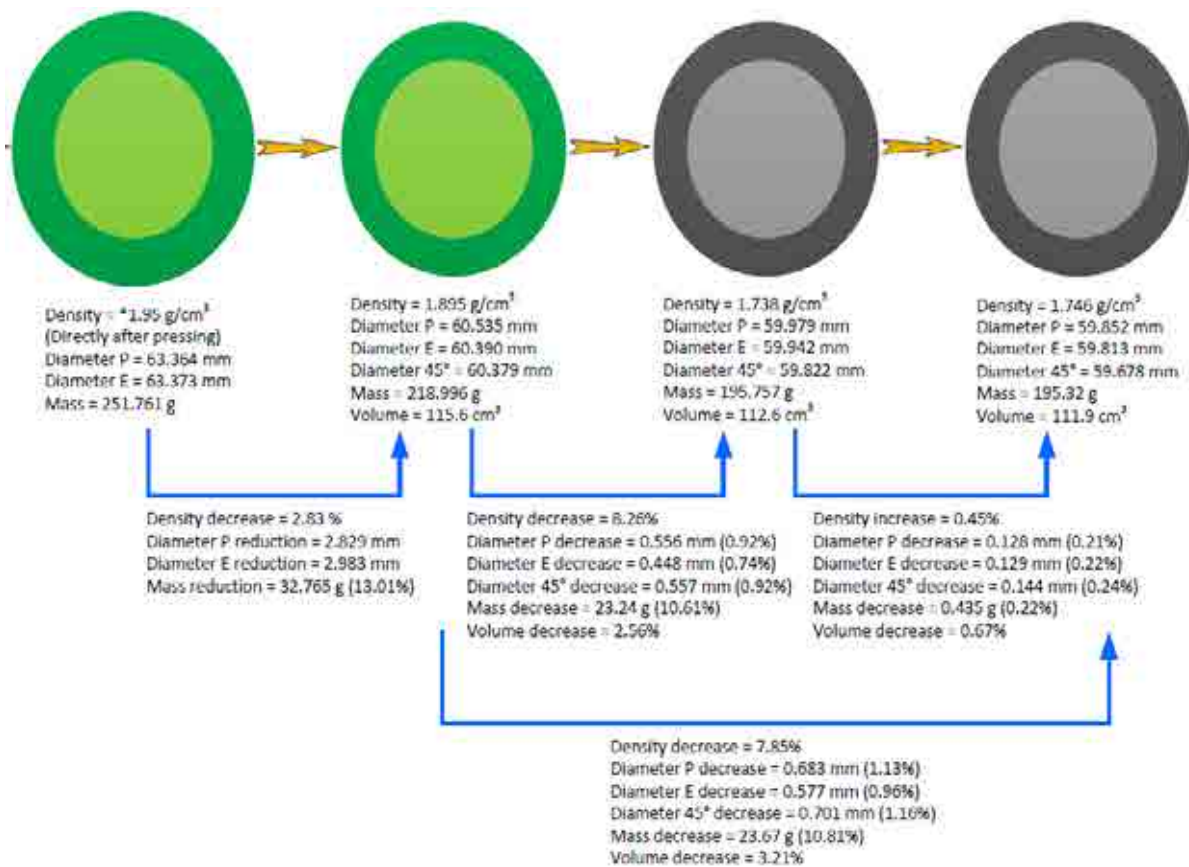 Density = *1.95 g/cm³
(Directly after pressing)
Diameter P = 63.364 mm
Diameter E = 63.373 mm
Mass = 251.761 g
Density = 1.895 g/cm³
Diameter P = 60.535 mm
Diameter E = 60.390 mm
Diameter 45° = 60.379 mm
Mass = 218.996 g
Volume = 115.6 cm³
Density = 1.738 g/cm³
Diameter P = 59.979 mm
Diameter E = 59.942 mm
Diameter 45° = 59.822 mm
Mass = 195.757 g
Volume = 112.6 cm³
Density = 1.746 g/cm³
Diameter P = 59.852 mm
Diameter E = 59.813 mm
Diameter 45° = 59.678 mm
Mass = 195.32 g
Volume = 111.9 cm³
Density decrease = 2.83 %
Diameter P reduction = 2.829 mm
Diameter E reduction = 2.983 mm
Mass reduction = 32.765 g (13.01%)
Density decrease = 8.26%
Diameter P decrease = 0.556 mm (0.92%)
Diameter E decrease = 0.448 mm (0.74%)
Diameter 45° decrease = 0.557 mm (0.92%)
Mass decrease = 23.24 g (10.61%)
Volume decrease = 2.56%
Density increase = 0.45%
Diameter P decrease = 0.128 mm (0.21%)
Diameter E decrease = 0.129 mm (0.22%)
Diameter 45° decrease = 0.144 mm (0.24%)
Mass decrease = 0.435 g (0.22%)
Volume decrease = 0.67%
Density decrease = 7.85%
Diameter P decrease = 0.683 mm (1.13%)
Diameter E decrease = 0.577 mm (0.96%)
Diameter 45° decrease = 0.701 mm (1.16%)
Mass decrease = 23.67 g (10.81%)
Volume decrease = 3.21%